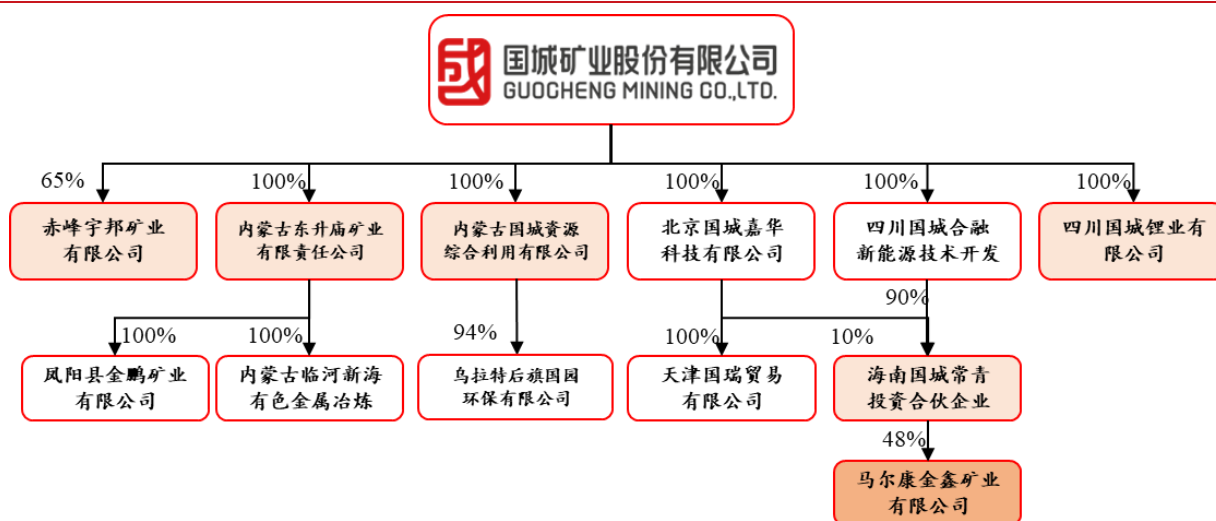 国城矿业股份有限公司
GUOCHENG MINING CO.,LTD.
65%
100%
100%
100%
100%
100%
赤峰宇邦矿业
有限公司
内蒙古东升庙矿业
有限责任公司
内蒙古国城资源
综合利用有限公司
北京国城嘉华
科技有限公司
四川国城合融
新能源技术开发
四川国城锂业有
限公司
90%
100%
100%
94%
100%
10%
凤阳县金鹏矿业
有限公司
内蒙古临河新海
有色金属冶炼
乌拉特后旗国园
环保有限公司
天津国瑞贸易
有限公司
海南国城常青
投资合伙企业
48%
马尔康金鑫矿业
有限公司